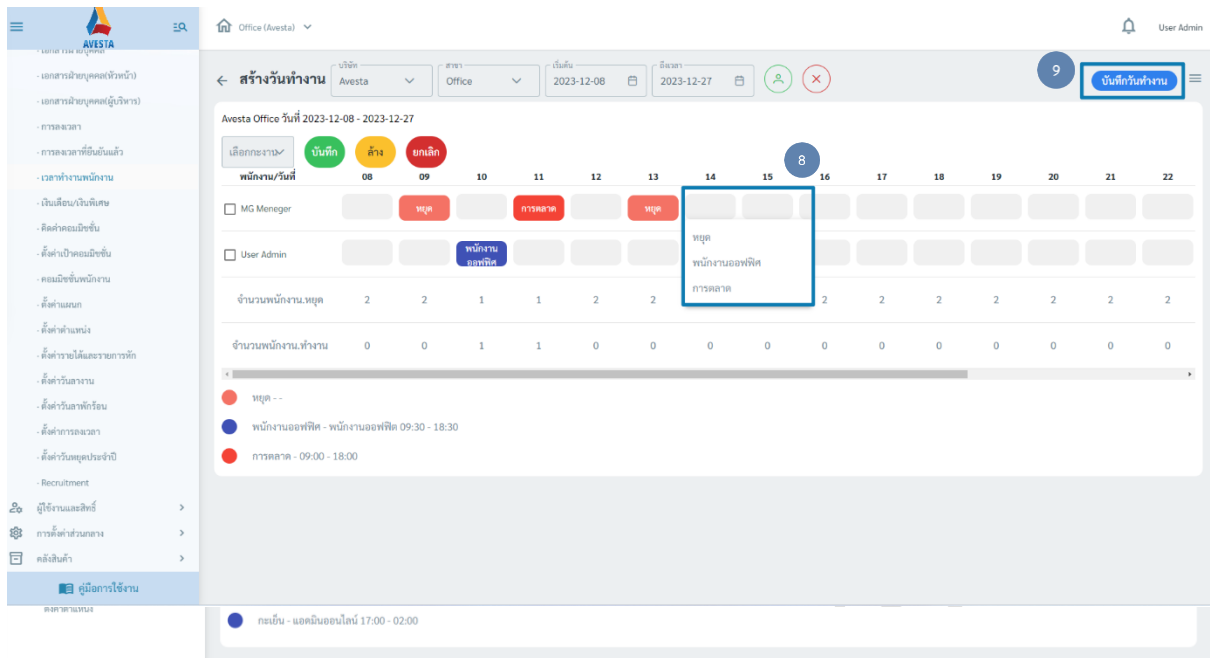 AVESTA
Office (Avesta)
User Admin
- เอกสารฝ่ายบุคคล
- เอกสารฝ่ายบุคคล(หัวหน้า)
- เอกสารฝ่ายบุคคล(ผู้บริหาร)
- การลงเวลา
- การลงเวลาที่ยืนยันแล้ว
- เวลาทำงานพนักงาน
- เงินเดือน/เงินพิเศษ
- คิดค่าคอมมิชชั่น
- ตั้งค่าเป้าคอมมิชชั่น
- คอมมิชชั่นพนักงาน
- ตั้งค่าแผนก
- ตั้งค่าตำแหน่ง
- ตั้งค่ารายได้และรายการหัก
- ตั้งค่าวันลางาน
- ตั้งค่าวันลาพักร้อน
- ตั้งค่าการลงเวลา
- ตั้งค่าวันหยุดประจำปี
- Recruitment
ผู้ใช้งานและสิทธิ์
การตั้งค่าส่วนกลาง
คลังสินค้า
คู่มือการใช้งาน
ตั้งค่าตำแหน่ง
สร้างวันทำงาน
บริษัท
Avesta
สาขา
Office
เริ่มต้น
2023-12-08
ถึงเวลา
2023-12-27
9
บันทึกวันทำงาน
Avesta Office วันที่ 2023-12-08 - 2023-12-27
เลือกกะงาน บันทึก ล้าง ยกเลิก
8
พนักงาน/วันที่ 08 09 10 11 12 13 14 15 16 17 18 19 20 21 22
MG Meneger หยุด การตลาด หยุด
User Admin พนักงานออฟฟิศ
หยุด
พนักงานออฟฟิศ
การตลาด
จำนวนพนักงาน.หยุด 2 2 1 1 2 2 2 2 2 2 2 2 2
จำนวนพนักงาน.ทำงาน 0 0 1 1 0 0 0 0 0 0 0 0 0 0 0
หยุด - -
พนักงานออฟฟิศ - พนักงานออฟฟิต 09:30 - 18:30
การตลาด - 09:00 - 18:00
กะเย็น - แอดมินออนไลน์ 17:00 - 02:00